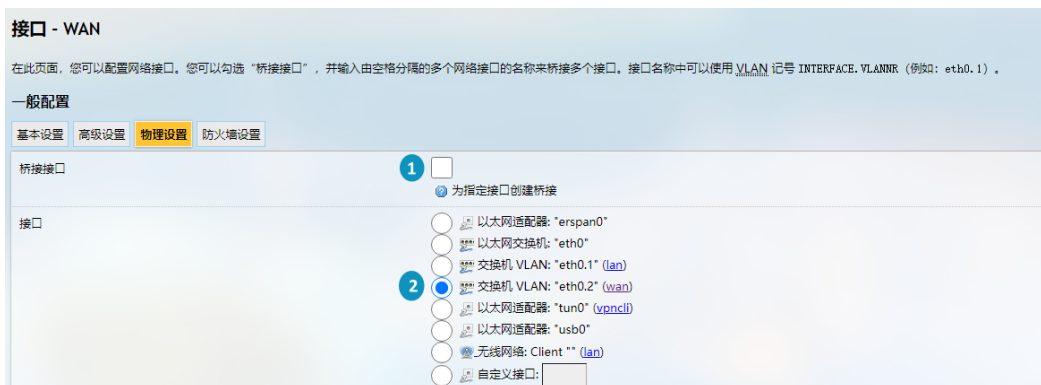 接口 - WAN
在此页面，您可以配置网络接口。您可以勾选“桥接接口”，并输入由空格分隔的多个网络接口的名称来桥接多个接口。接口名称中可以使用 VLAN 记号 INTERFACE.VLANNR (例如: eth0.1) 。
一般配置
基本设置 高级设置 物理设置 防火墙设置
桥接接口 1
为指定接口创建桥接
接口 以太网适配器: "erspan0"
以太网交换机: "eth0"
交换机 VLAN: "eth0.1" (lan)
2 交换机 VLAN: "eth0.2" (wan)
以太网适配器: "tun0" (vpncli)
以太网适配器: "usb0"
无线网络: Client "" (lan)
自定义接口: